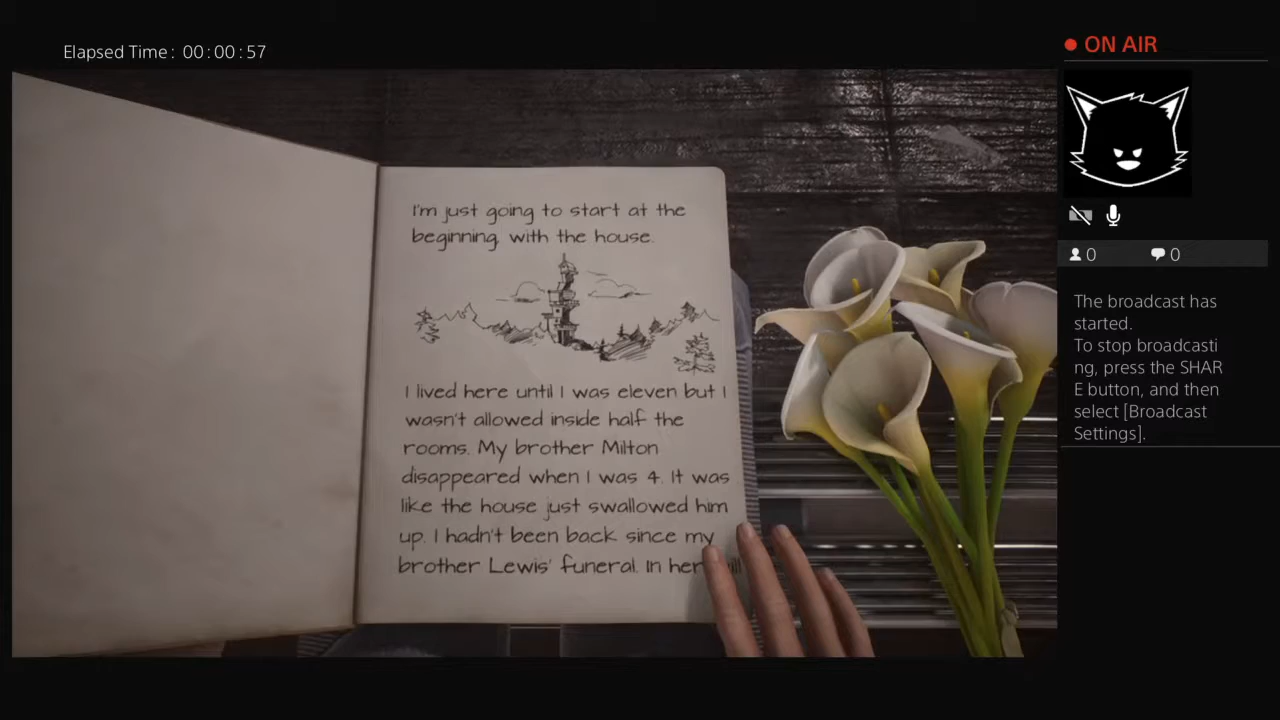 Elapsed Time: 00:00:57
ON AIR
I'm just going to start at the
beginning, with the house.
I lived here until I was eleven but I
wasn't allowed inside half the
rooms. My brother Milton
disappeared when I was 4. It was
like the house just swallowed him
up. I hadn't been back since my
brother Lewis' funeral. In her
0
0
The broadcast has
started.
To stop broadcasti
ng, press the SHAR
E button, and then
select [Broadcast
Settings].